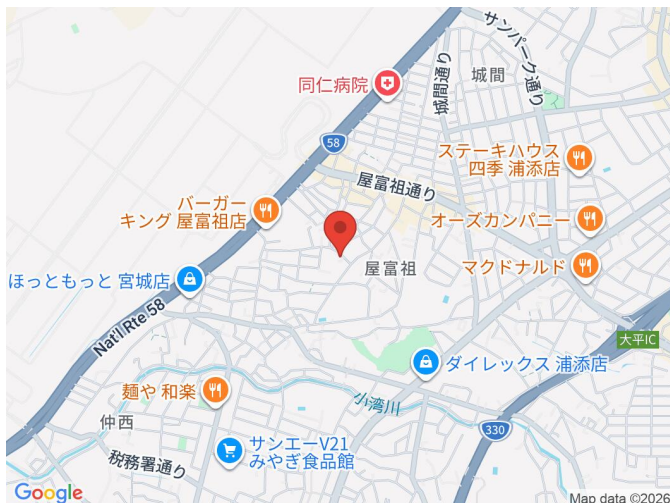 サンパーク通り
城間
城間通り
同仁病院
58
ステーキハウス
四季 浦添店
屋富祖通り
バーガー
キング 屋富祖店
オーズカンパニー
屋富祖
マクドナルド
ほっともっと 宮城店
Nat'l Rte 58
大平IC
ダイレックス 浦添店
麺や 和楽
小湾川
仲西
330
サンエーV21
みやぎ食品館
税務署通り
Google
Map data ©2026